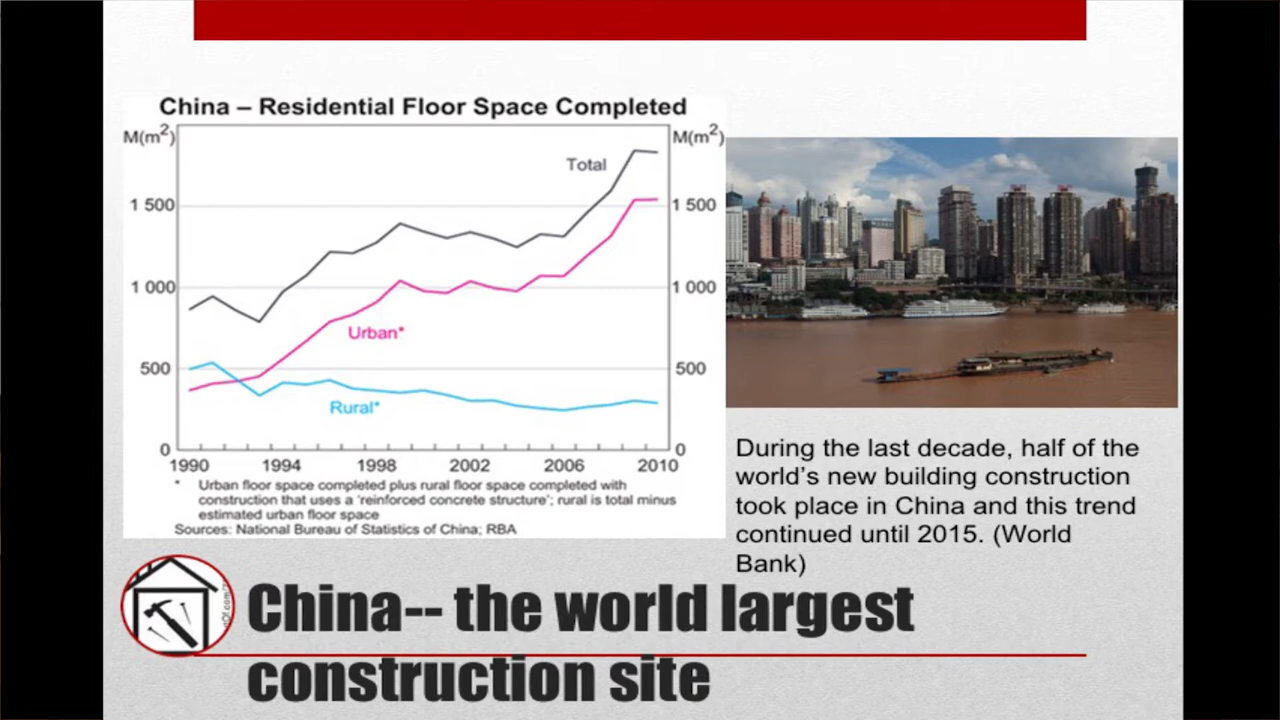 China – Residential Floor Space Completed
M(m²) M(m²)
Total
1 500 1 500
1 000 1 000
Urban*
500 500
Rural*
0 0
1990 1994 1998 2002 2006 2010
* Urban floor space completed plus rural floor space completed with
construction that uses a ‘reinforced concrete structure’; rural is total minus
estimated urban floor space
Sources: National Bureau of Statistics of China; RBA
During the last decade, half of the
world’s new building construction
took place in China and this trend
continued until 2015. (World
Bank)
China-- the world largest
construction site